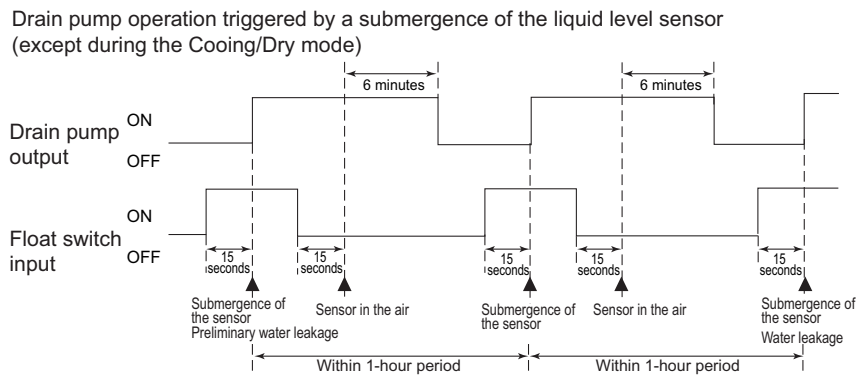 Drain pump operation triggered by a submergence of the liquid level sensor
(except during the Cooing/Dry mode)
6 minutes
6 minutes
Drain pump
output
ON
OFF
Float switch
input
ON
OFF
15
seconds
15
seconds
15
seconds
15
seconds
15
seconds
Submergence of
the sensor
Preliminary water leakage
Sensor in the air
Submergence of
the sensor
Sensor in the air
Submergence of
the sensor
Water leakage
Within 1-hour period
Within 1-hour period